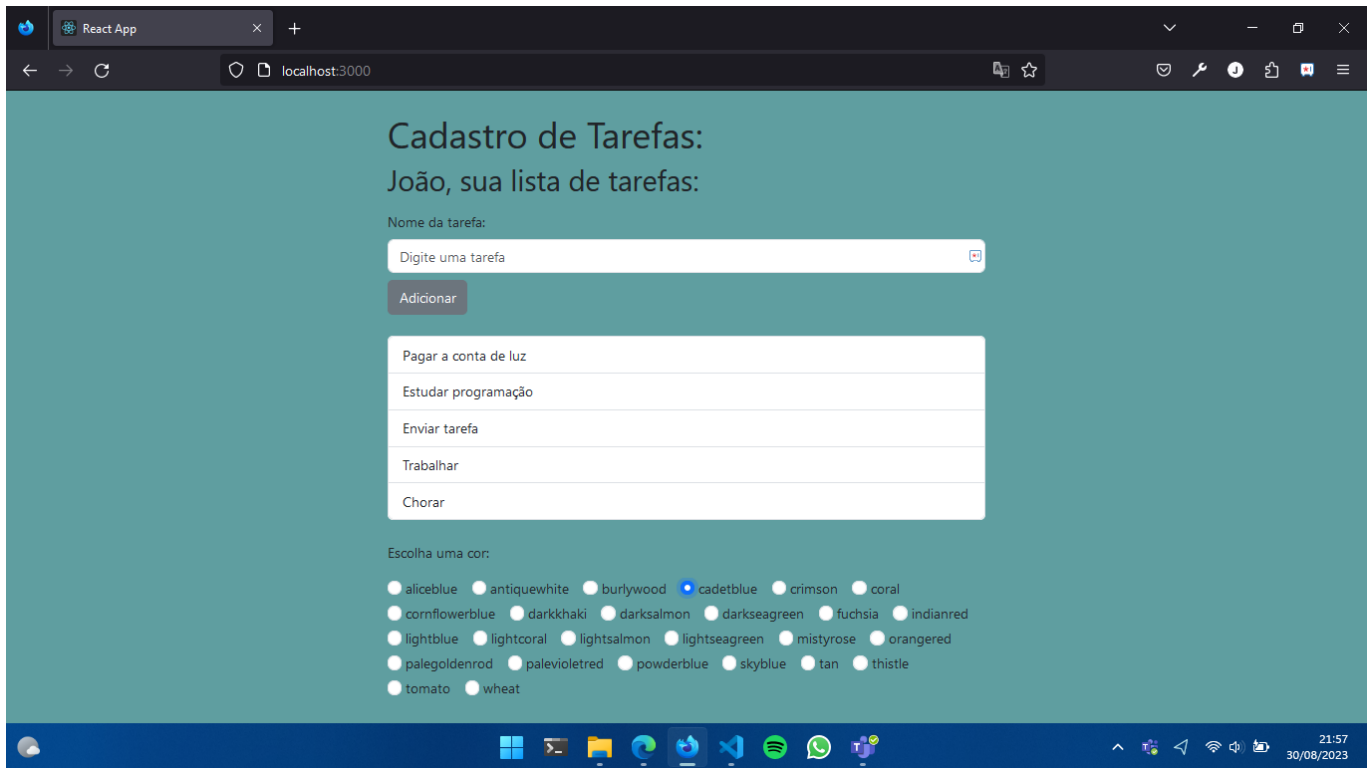 React App
localhost:3000
Cadastro de Tarefas:
João, sua lista de tarefas:
Nome da tarefa:
Digite uma tarefa
Adicionar
Pagar a conta de luz
Estudar programação
Enviar tarefa
Trabalhar
Chorar
Escolha uma cor:
aliceblue antiquewhite burlywood cadetblue crimson coral
cornflowerblue darkkhaki darksalmon darkseagreen fuchsia indianred
lightblue lightcoral lightsalmon lightseagreen mistyrose orangered
palegoldenrod palevioletred powderblue skyblue tan thistle
tomato wheat
21:57
30/08/2023